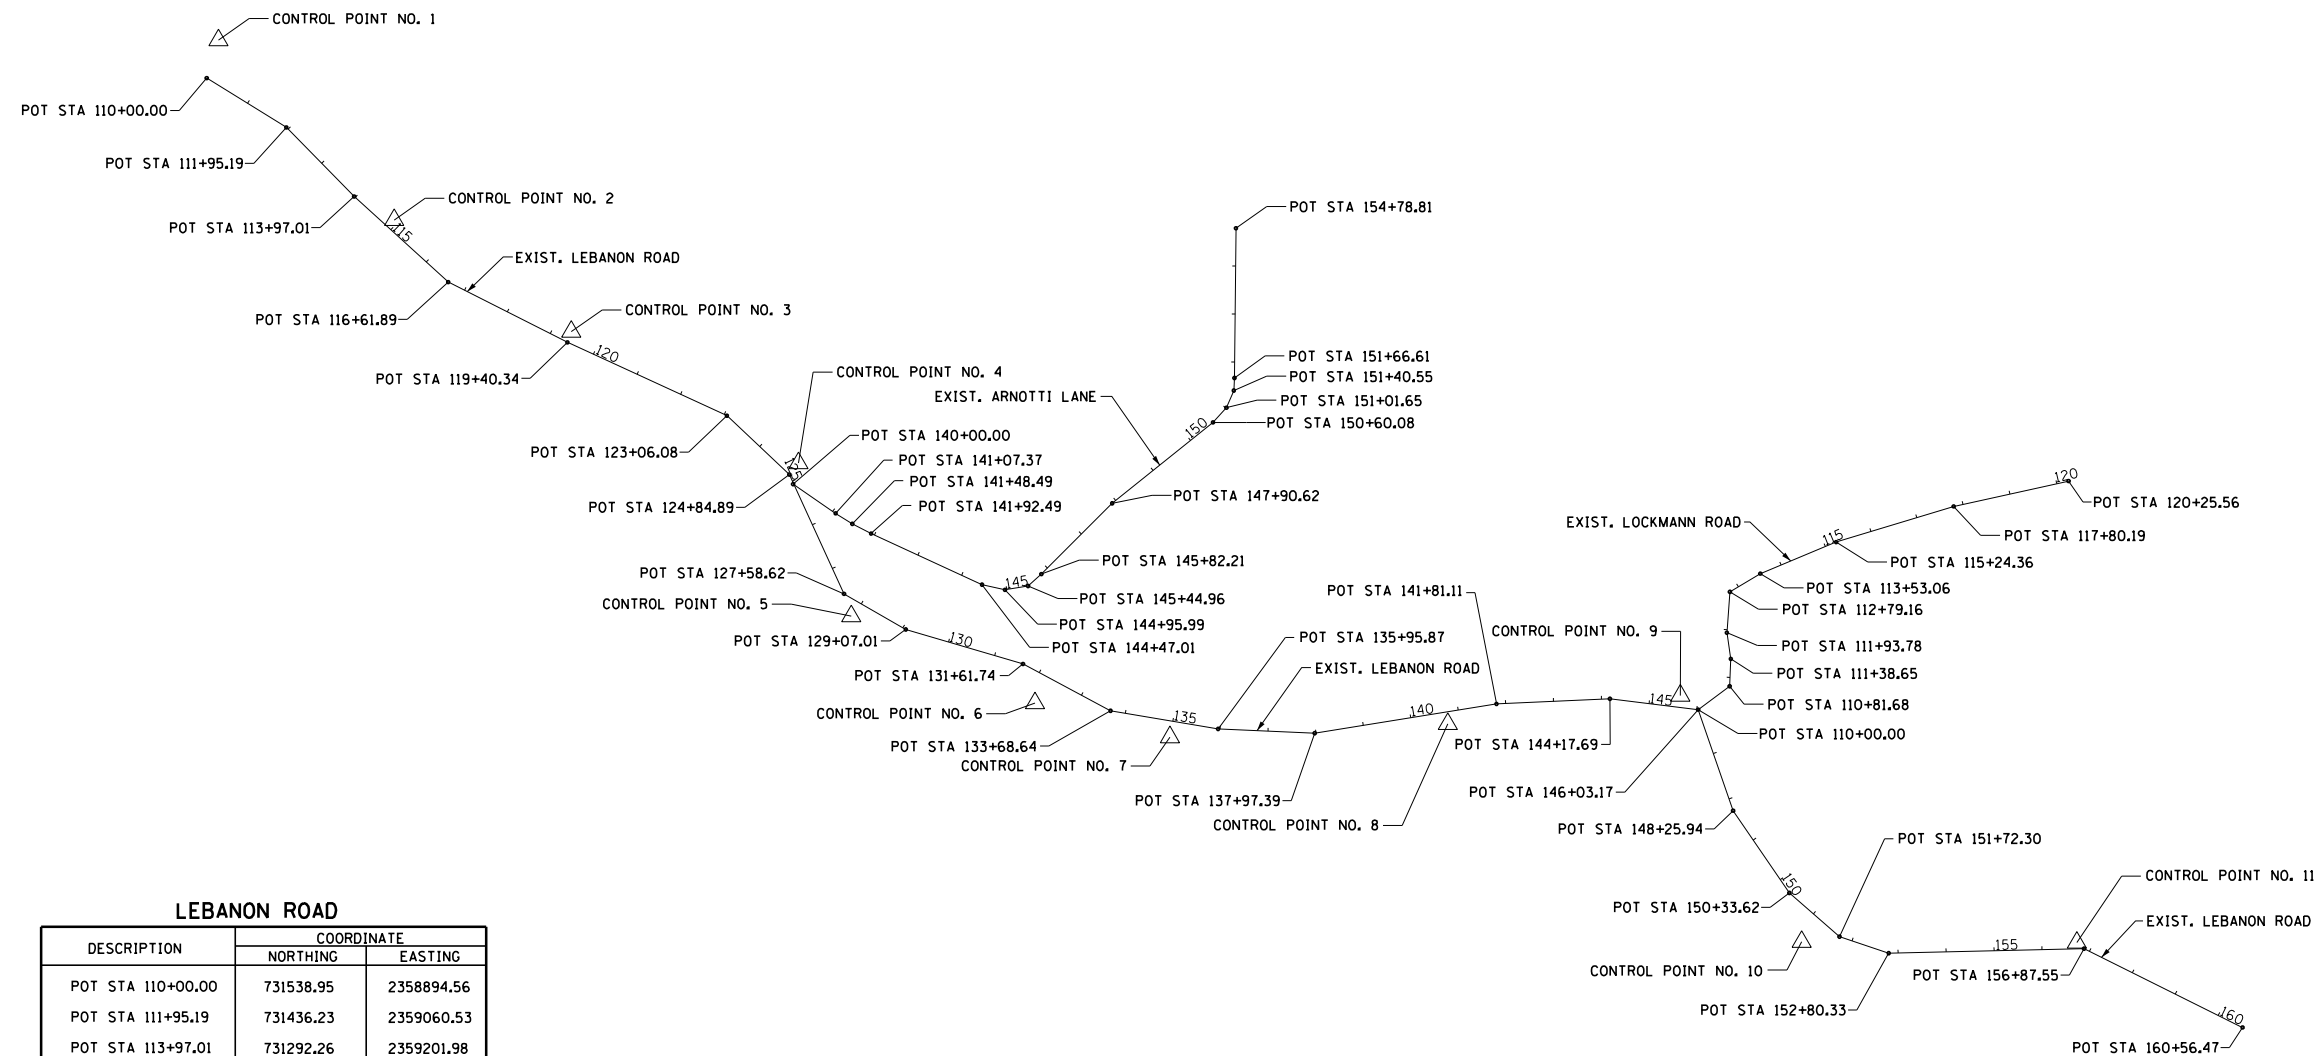 CONTROL POINT NO. 1
POT STA 110+00.00
POT STA 111+95.19
CONTROL POINT NO. 2
POT STA 113+97.01
115
POT STA 154+78.81
EXIST. LEBANON ROAD
POT STA 116+61.89
CONTROL POINT NO. 3
120
POT STA 119+40.34
POT STA 151+66.61
CONTROL POINT NO. 4
POT STA 151+40.55
EXIST. ARNOTTI LANE
POT STA 151+01.65
150
POT STA 150+60.08
POT STA 123+06.08
POT STA 140+00.00
POT STA 141+07.37
125
POT STA 141+48.49
120
POT STA 124+84.89
POT STA 141+92.49
POT STA 147+90.62
POT STA 120+25.56
EXIST. LOCKMANN ROAD
115
POT STA 117+80.19
POT STA 145+82.21
POT STA 115+24.36
POT STA 127+58.62
145
POT STA 113+53.06
POT STA 141+81.11
POT STA 145+44.96
CONTROL POINT NO. 5
POT STA 112+79.16
POT STA 144+95.99
CONTROL POINT NO. 9
POT STA 129+07.01
130
POT STA 135+95.87
POT STA 144+47.01
POT STA 111+93.78
EXIST. LEBANON ROAD
POT STA 131+61.74
POT STA 111+38.65
145
POT STA 110+81.68
CONTROL POINT NO. 6
135
140
POT STA 133+68.64
POT STA 144+17.69
POT STA 110+00.00
CONTROL POINT NO. 7
POT STA 137+97.39
POT STA 146+03.17
CONTROL POINT NO. 8
POT STA 148+25.94
POT STA 151+72.30
150
CONTROL POINT NO. 11
POT STA 150+33.62
EXIST. LEBANON ROAD
155
CONTROL POINT NO. 10
POT STA 156+87.55
POT STA 152+80.33
160
POT STA 160+56.47
LEBANON ROAD
DESCRIPTION COORDINATE
NORTHING EASTING
POT STA 110+00.00 731538.95 2358894.56
POT STA 111+95.19 731436.23 2359060.53
POT STA 113+97.01 731292.26 2359201.98